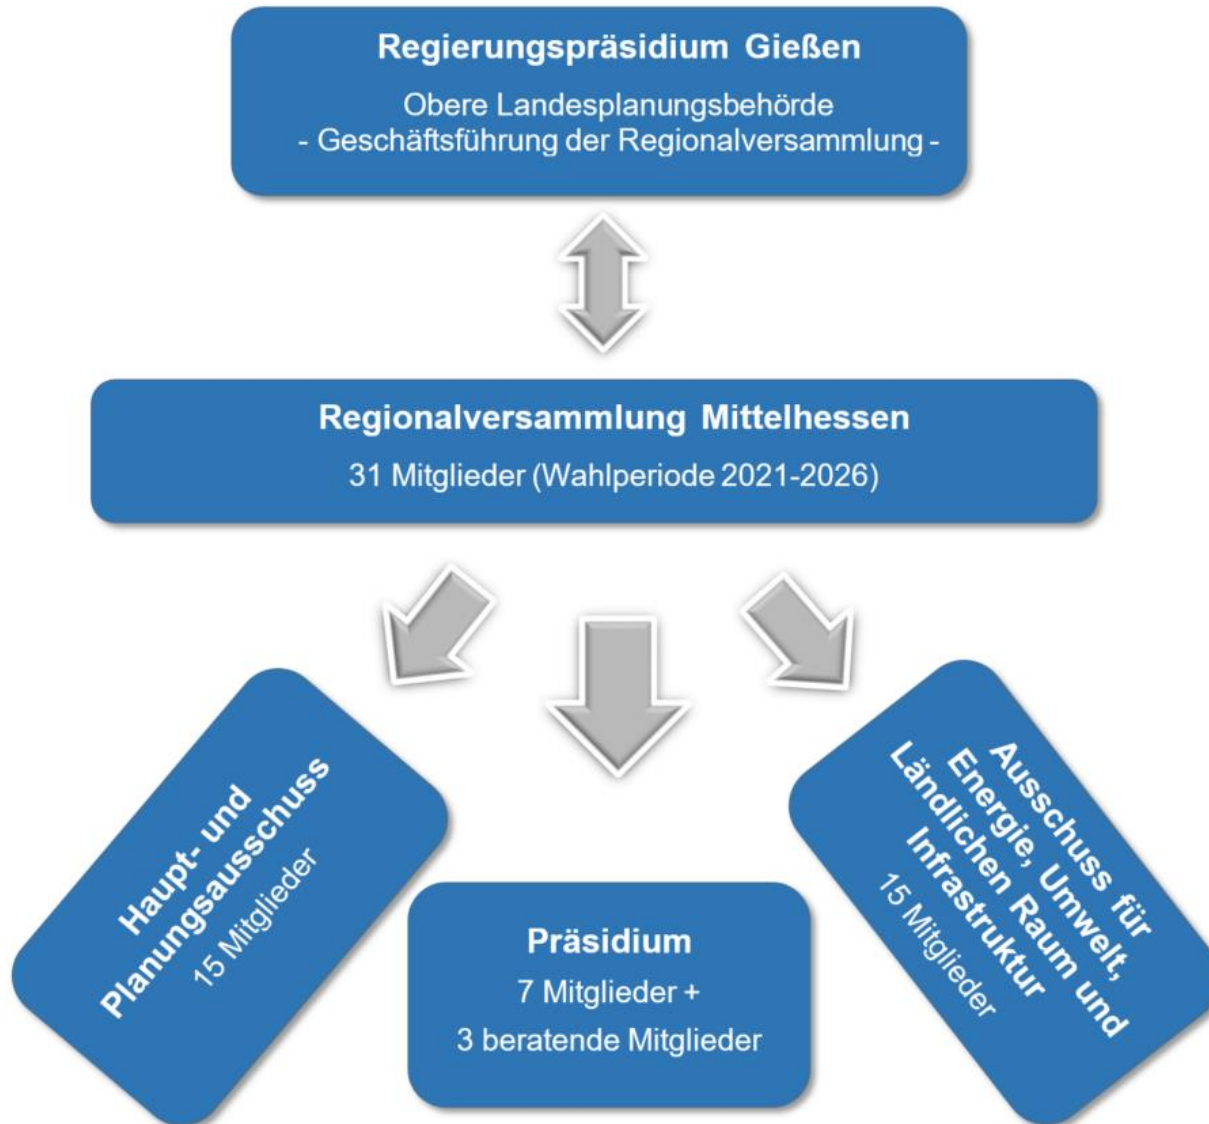 Regierungspräsidium Gießen
Obere Landesplanungsbehörde
- Geschäftsführung der Regionalversammlung -
Regionalversammlung Mittelhessen
31 Mitglieder (Wahlperiode 2021-2026)
Haupt- und
Planungsausschuss
15 Mitglieder
Präsidium
7 Mitglieder +
3 beratende Mitglieder
Ausschuss für
Energie, Umwelt,
Ländlichen Raum und
Infrastruktur
15 Mitglieder